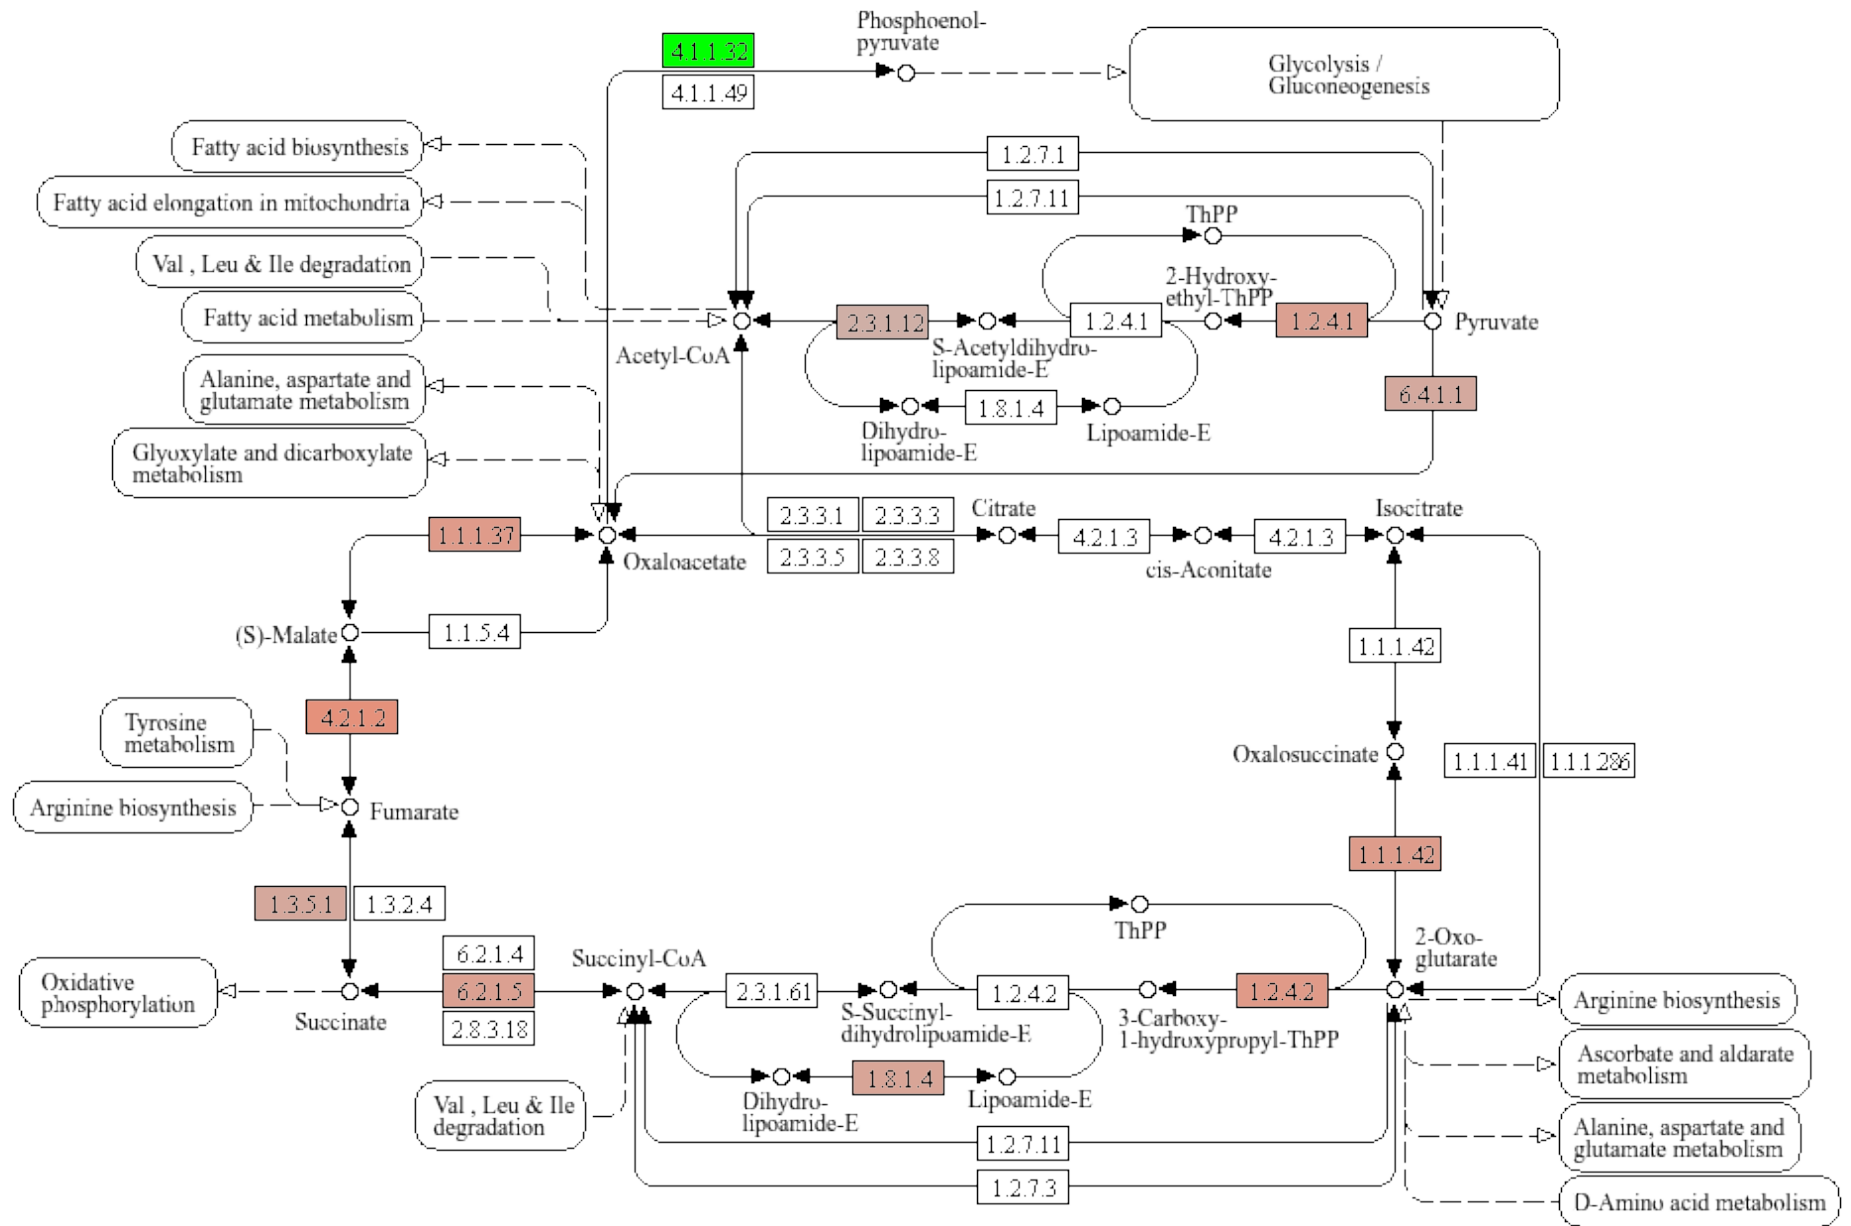 Phosphoenol-
pyruvate
4.1.1.32
4.1.1.49
Glycolysis /
Gluconeogenesis
Fatty acid biosynthesis
Fatty acid elongation in mitochondria
Val , Leu & Ile degradation
Fatty acid metabolism
Alanine, aspartate and
glutamate metabolism
Glyoxylate and dicarboxylate
metabolism
1.2.7.1
1.2.7.11
ThPP
2-Hydroxy-
ethyl-ThPP
2.3.1.12
1.2.4.1
1.2.4.1
Pyruvate
Acetyl-CoA
S-Acetyldihydro-
lipoamide-E
6.4.1.1
1.8.1.4
Dihydro-
lipoamide-E
Lipoamide-E
1.1.1.37
Oxaloacetate
2.3.3.1
2.3.3.3
2.3.3.5
2.3.3.8
Citrate
4.2.1.3
cis-Aconitate
4.2.1.3
Isocitrate
(S)-Malate
1.1.5.4
1.1.1.42
4.2.1.2
Tyrosine
metabolism
Arginine biosynthesis
Fumarate
Oxalosuccinate
1.1.1.41
1.1.1.286
1.1.1.42
1.3.5.1
1.3.2.4
Oxidative
phosphorylation
Succinate
6.2.1.4
6.2.1.5
2.8.3.18
Succinyl-CoA
2.3.1.61
S-Succinyl-
dihydrolipoamide-E
1.2.4.2
ThPP
3-Carboxy-
1-hydroxypropyl-ThPP
1.2.4.2
2-Oxo-
glutarate
Val , Leu & Ile
degradation
Dihydro-
lipoamide-E
1.8.1.4
Lipoamide-E
1.2.7.11
1.2.7.3
Arginine biosynthesis
Ascorbate and aldarate
metabolism
Alanine, aspartate and
glutamate metabolism
D-Amino acid metabolism